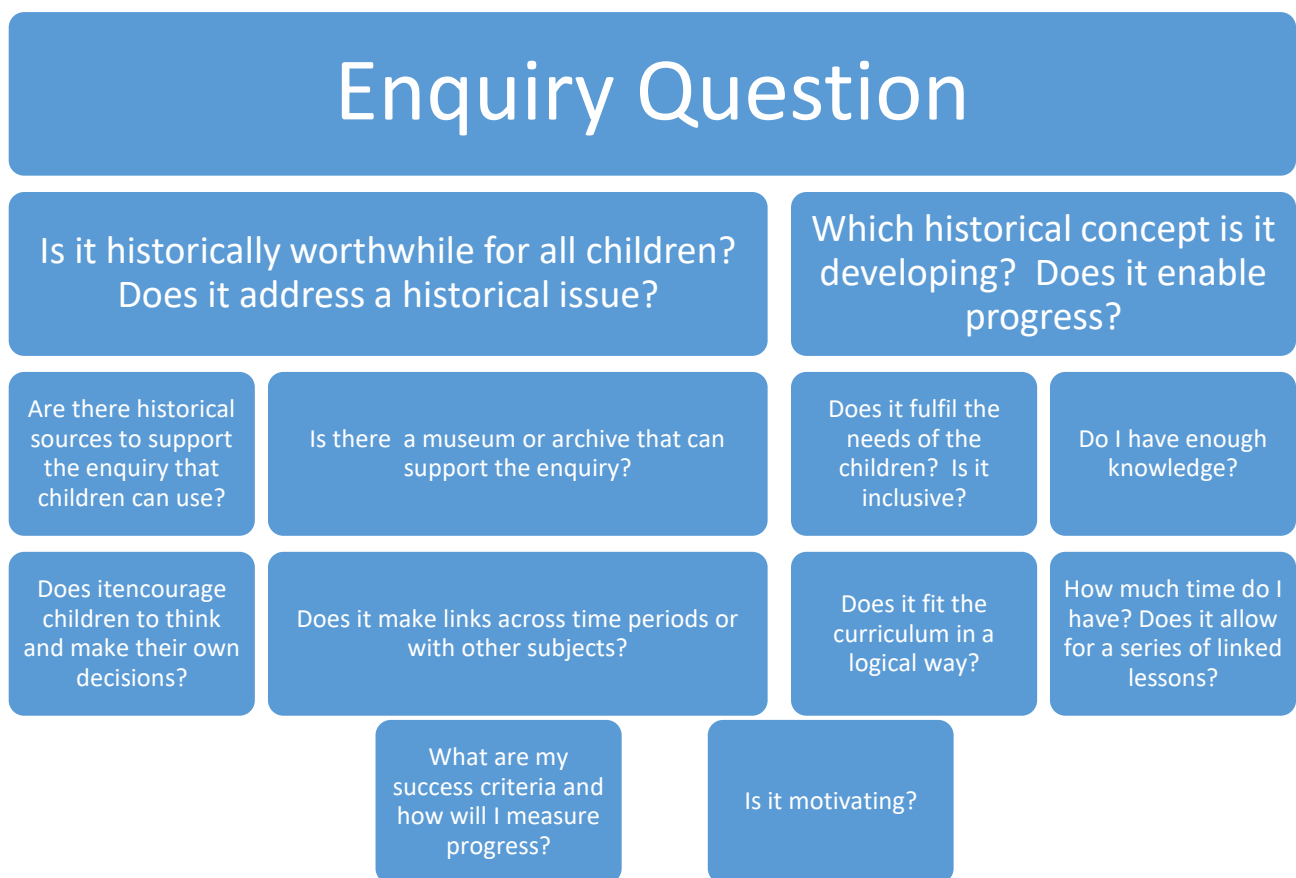 Enquiry Question
Is it historically worthwhile for all children?
Does it address a historical issue?
Which historical concept is it
developing?  Does it enable
progress?
Are there historical
sources to support
the enquiry that
children can use?
Is there  a museum or archive that can
support the enquiry?
Does it fulfil the
needs of the
children?  Is it
inclusive?
Do I have enough
knowledge?
Does itencourage
children to think
and make their own
decisions?
Does it make links across time periods or
with other subjects?
Does it fit the
curriculum in a
logical way?
How much time do I
have? Does it allow
for a series of linked
lessons?
What are my
success criteria and
how will I measure
progress?
Is it motivating?